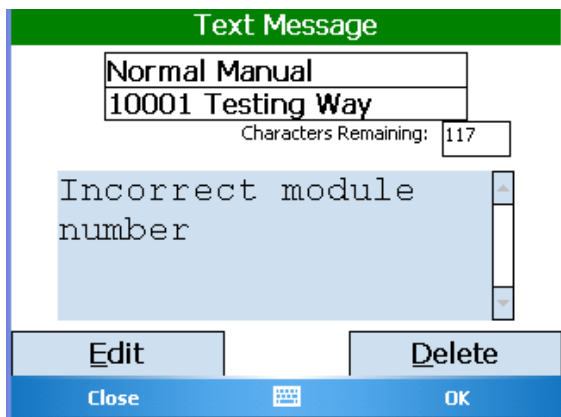 Text Message
Normal Manual
10001 Testing Way
Characters Remaining: 117
Incorrect module
number
Edit Delete
Close OK